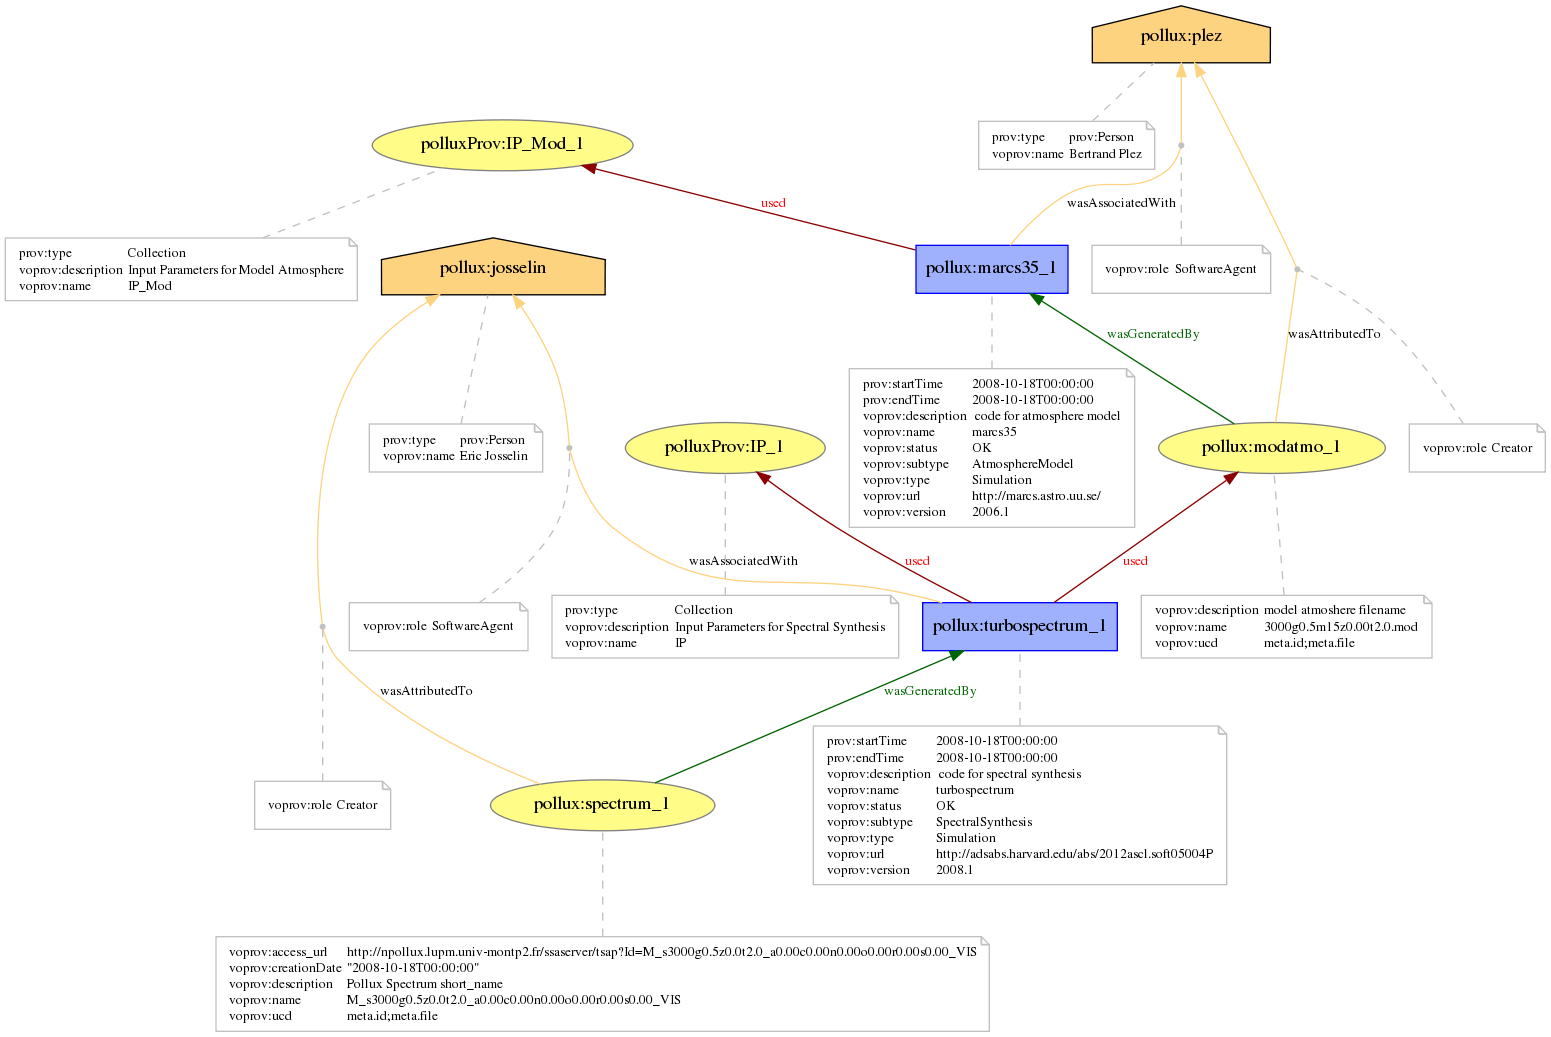 pollux:plez
prov:type prov:Person
voprov:name Bertrand Plez
polluxProv:IP_Mod_1
used
wasAssociatedWith
prov:type Collection
voprov:description Input Parameters for Model Atmosphere
voprov:name IP_Mod
pollux:josselin
pollux:marcs35_1
voprov:role SoftwareAgent
wasGeneratedBy
wasAttributedTo
prov:type prov:Person
voprov:name Eric Josselin
polluxProv:IP_1
prov:startTime 2008-10-18T00:00:00
prov:endTime 2008-10-18T00:00:00
voprov:description code for atmosphere model
voprov:name marcs35
voprov:status OK
voprov:subtype AtmosphereModel
voprov:type Simulation
voprov:url http://marcs.astro.uu.se/
voprov:version 2006.1
pollux:modatmo_1
voprov:role Creator
wasAssociatedWith
used
used
voprov:role SoftwareAgent
prov:type Collection
voprov:description Input Parameters for Spectral Synthesis
voprov:name IP
pollux:turbospectrum_1
voprov:description model atmoshere filename
voprov:name 3000g0.5m15z0.00t2.0.mod
voprov:ucd meta.id;meta.file
wasAttributedTo
wasGeneratedBy
voprov:role Creator
pollux:spectrum_1
prov:startTime 2008-10-18T00:00:00
prov:endTime 2008-10-18T00:00:00
voprov:description code for spectral synthesis
voprov:name turbospectrum
voprov:status OK
voprov:subtype SpectralSynthesis
voprov:type Simulation
voprov:url http://adsabs.harvard.edu/abs/2012ascl.soft05004P
voprov:version 2008.1
voprov:access_url http://npollux.lupm.univ-montp2.fr/ssaserver/tsap?Id=M_s3000g0.5z0.0t2.0_a0.00c0.00n0.00o0.00r0.00s0.00_VIS
voprov:creationDate "2008-10-18T00:00:00"
voprov:description Pollux Spectrum short_name
voprov:name M_s3000g0.5z0.0t2.0_a0.00c0.00n0.00o0.00r0.00s0.00_VIS
voprov:ucd meta.id;meta.file